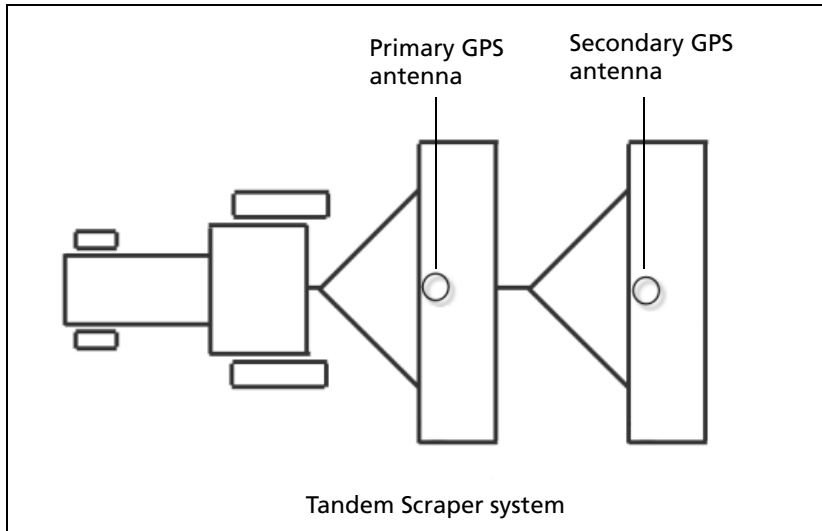 Primary GPS
antenna
Secondary GPS
antenna
Tandem Scraper system